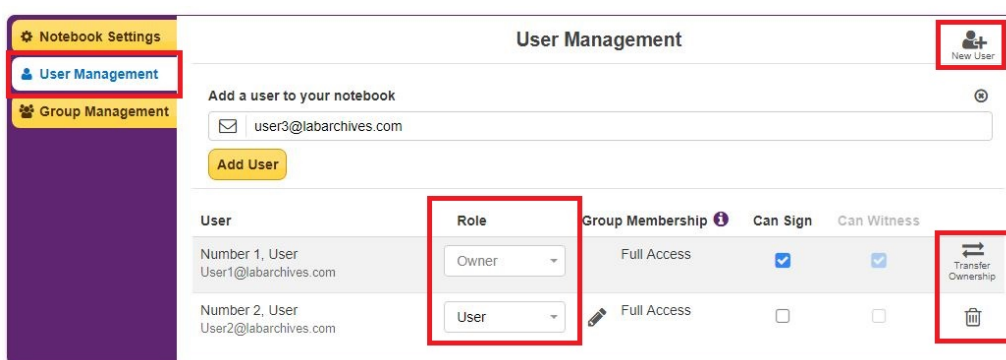 Notebook Settings
User Management
Group Management
User Management
New User
Add a user to your notebook
user3@labarchives.com
Add User
User Role Group Membership Can Sign Can Witness
Number 1, User Owner Full Access
User1@labarchives.com
Transfer
Ownership
Number 2, User User Full Access
User2@labarchives.com